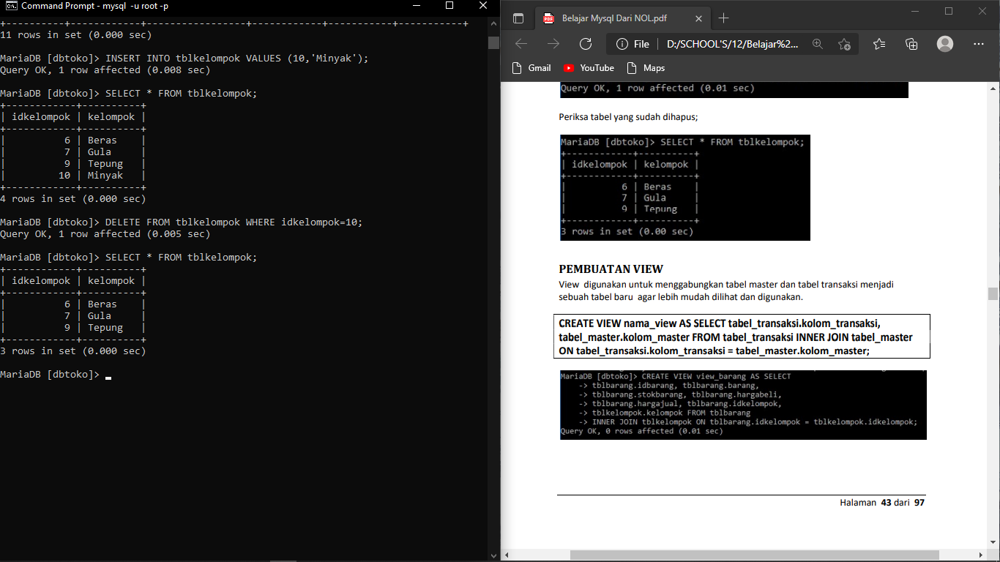 Command Prompt - mysql  -u root -p
+----------+------------+-----------------+------------+-----------+-----------+
11 rows in set (0.000 sec)
MariaDB [dbtoko]> INSERT INTO tblkelompok VALUES (10,'Minyak');
Query OK, 1 row affected (0.008 sec)
MariaDB [dbtoko]> SELECT * FROM tblkelompok;
+------------+----------+
| idkelompok | kelompok |
+------------+----------+
|          6 | Beras    |
|          7 | Gula     |
|          9 | Tepung   |
|         10 | Minyak   |
+------------+----------+
4 rows in set (0.000 sec)
MariaDB [dbtoko]> DELETE FROM tblkelompok WHERE idkelompok=10;
Query OK, 1 row affected (0.005 sec)
MariaDB [dbtoko]> SELECT * FROM tblkelompok;
+------------+----------+
| idkelompok | kelompok |
+------------+----------+
|          6 | Beras    |
|          7 | Gula     |
|          9 | Tepung   |
+------------+----------+
3 rows in set (0.000 sec)
MariaDB [dbtoko]>
Belajar Mysql Dari NOL.pdf
File | D:/SCHOOL'S/12/Belajar%2...
Gmail YouTube Maps
Query OK, 1 row affected (0.01 sec)
Periksa tabel yang sudah dihapus;
MariaDB [dbtoko]> SELECT * FROM tblkelompok;
+------------+----------+
| idkelompok | kelompok |
+------------+----------+
|          6 | Beras    |
|          7 | Gula     |
|          9 | Tepung   |
+------------+----------+
3 rows in set (0.00 sec)
PEMBUATAN VIEW
View  digunakan untuk menggabungkan tabel master dan tabel transaksi menjadi
sebuah tabel baru  agar lebih mudah dilihat dan digunakan.
CREATE VIEW nama_view AS SELECT tabel_transaksi.kolom_transaksi,
tabel_master.kolom_master FROM tabel_transaksi INNER JOIN tabel_master
ON tabel_transaksi.kolom_transaksi = tabel_master.kolom_master;
MariaDB [dbtoko]> CREATE VIEW view_barang AS SELECT
    -> tblbarang.idbarang, tblbarang.barang,
    -> tblbarang.stokbarang, tblbarang.hargabeli,
    -> tblbarang.hargajual, tblbarang.idkelompok,
    -> tblkelompok.kelompok FROM tblbarang
    -> INNER JOIN tblkelompok ON tblbarang.idkelompok = tblkelompok.idkelompok;
Query OK, 0 rows affected (0.01 sec)
Halaman  43 dari  97